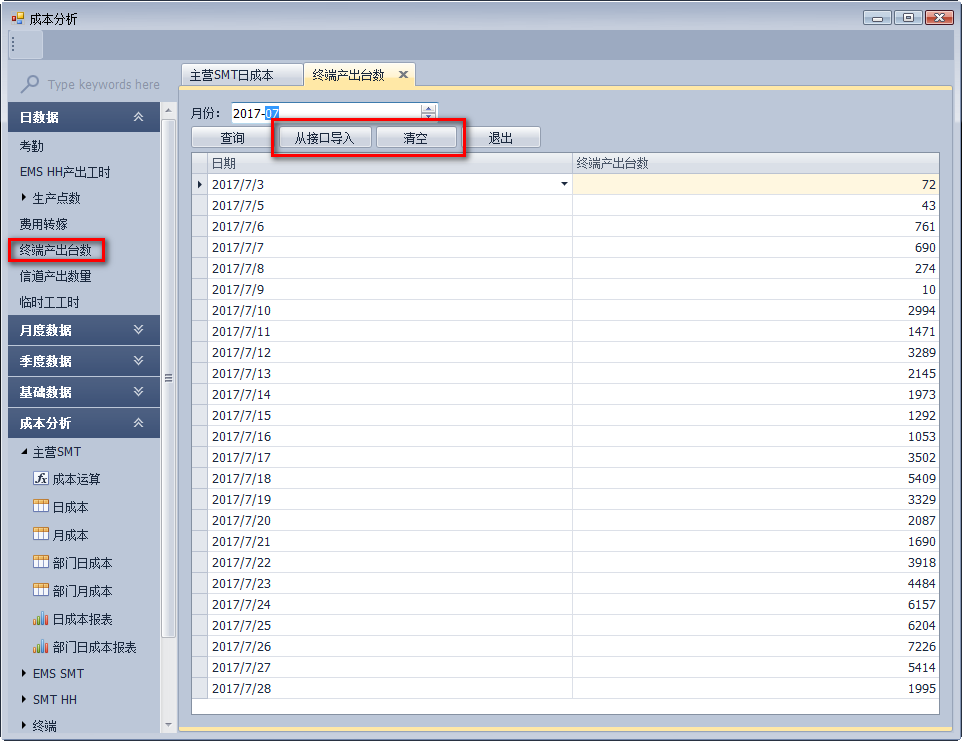 成本分析
Type keywords here
日数据
考勤
EMS HH产出工时
生产点数
费用转嫁
终端产出台数
信道产出数量
临时工工时
月度数据
季度数据
基础数据
成本分析
主营SMT
成本运算
日成本
月成本
部门日成本
部门月成本
日成本报表
部门日成本报表
EMS SMT
SMT HH
终端
主营SMT日成本 终端产出台数
月份： 2017-07
查询 从接口导入 清空 退出
日期 终端产出台数
2017/7/3 72
2017/7/5 43
2017/7/6 761
2017/7/7 690
2017/7/8 274
2017/7/9 10
2017/7/10 2994
2017/7/11 1471
2017/7/12 3289
2017/7/13 2145
2017/7/14 1973
2017/7/15 1292
2017/7/16 1053
2017/7/17 3502
2017/7/18 5409
2017/7/19 3329
2017/7/20 2087
2017/7/21 1690
2017/7/22 3918
2017/7/23 4484
2017/7/24 6157
2017/7/25 6204
2017/7/26 7226
2017/7/27 5414
2017/7/28 1995